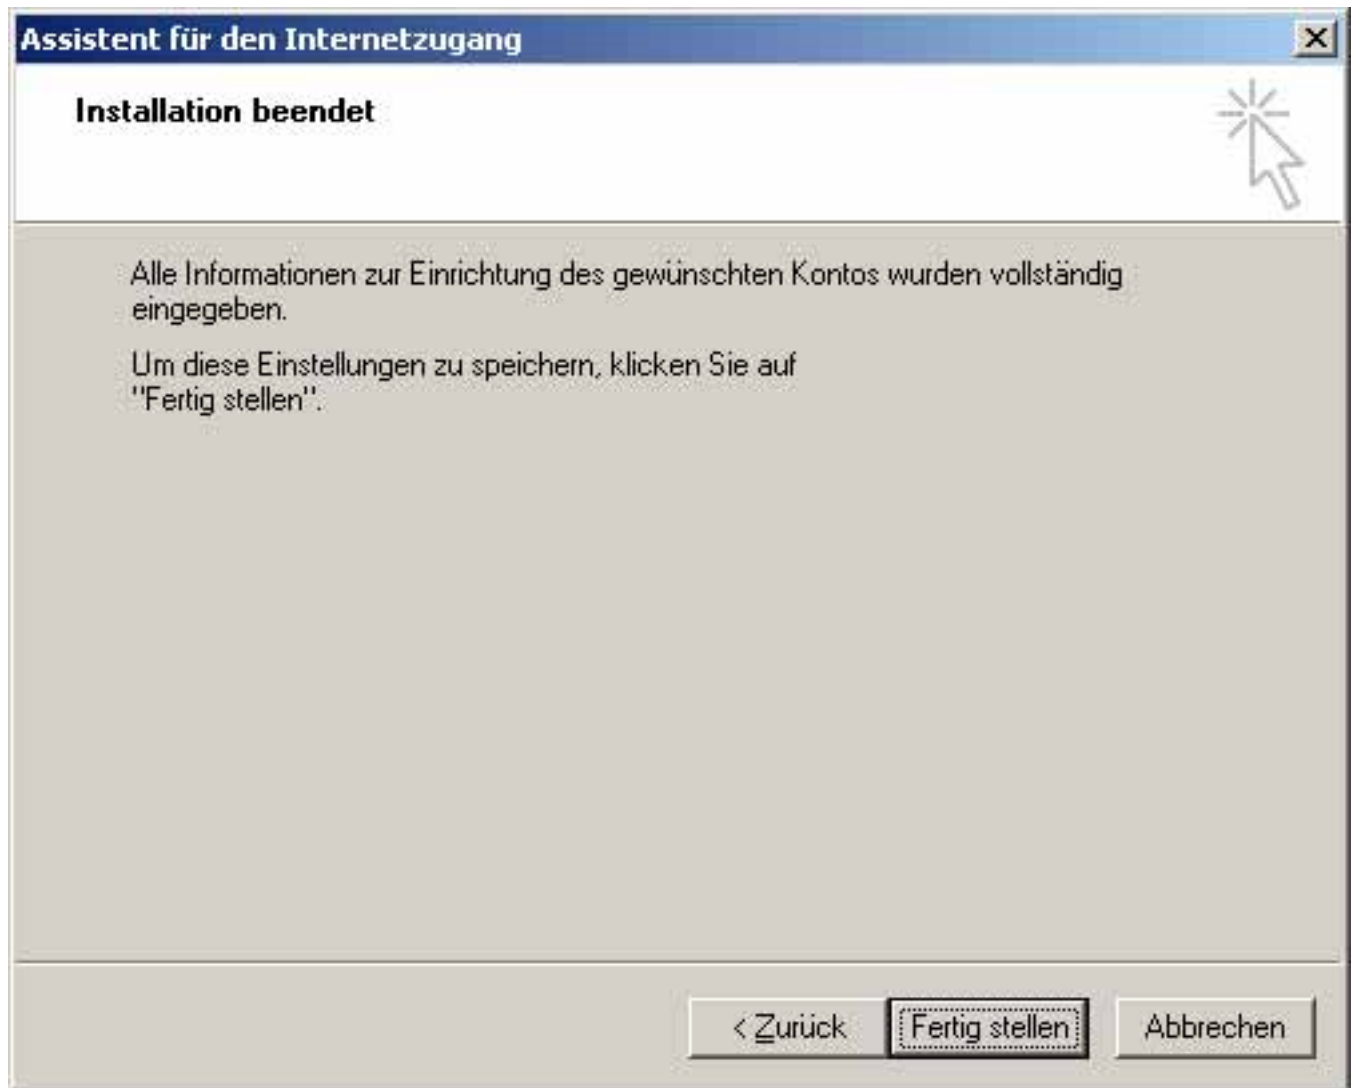 Assistent für den Internetzugang
Installation beendet
Alle Informationen zur Einrichtung des gewünschten Kontos wurden vollständig
eingegeben.
Um diese Einstellungen zu speichern, klicken Sie auf
"Fertig stellen".
< Zurück
Fertig stellen
Abbrechen